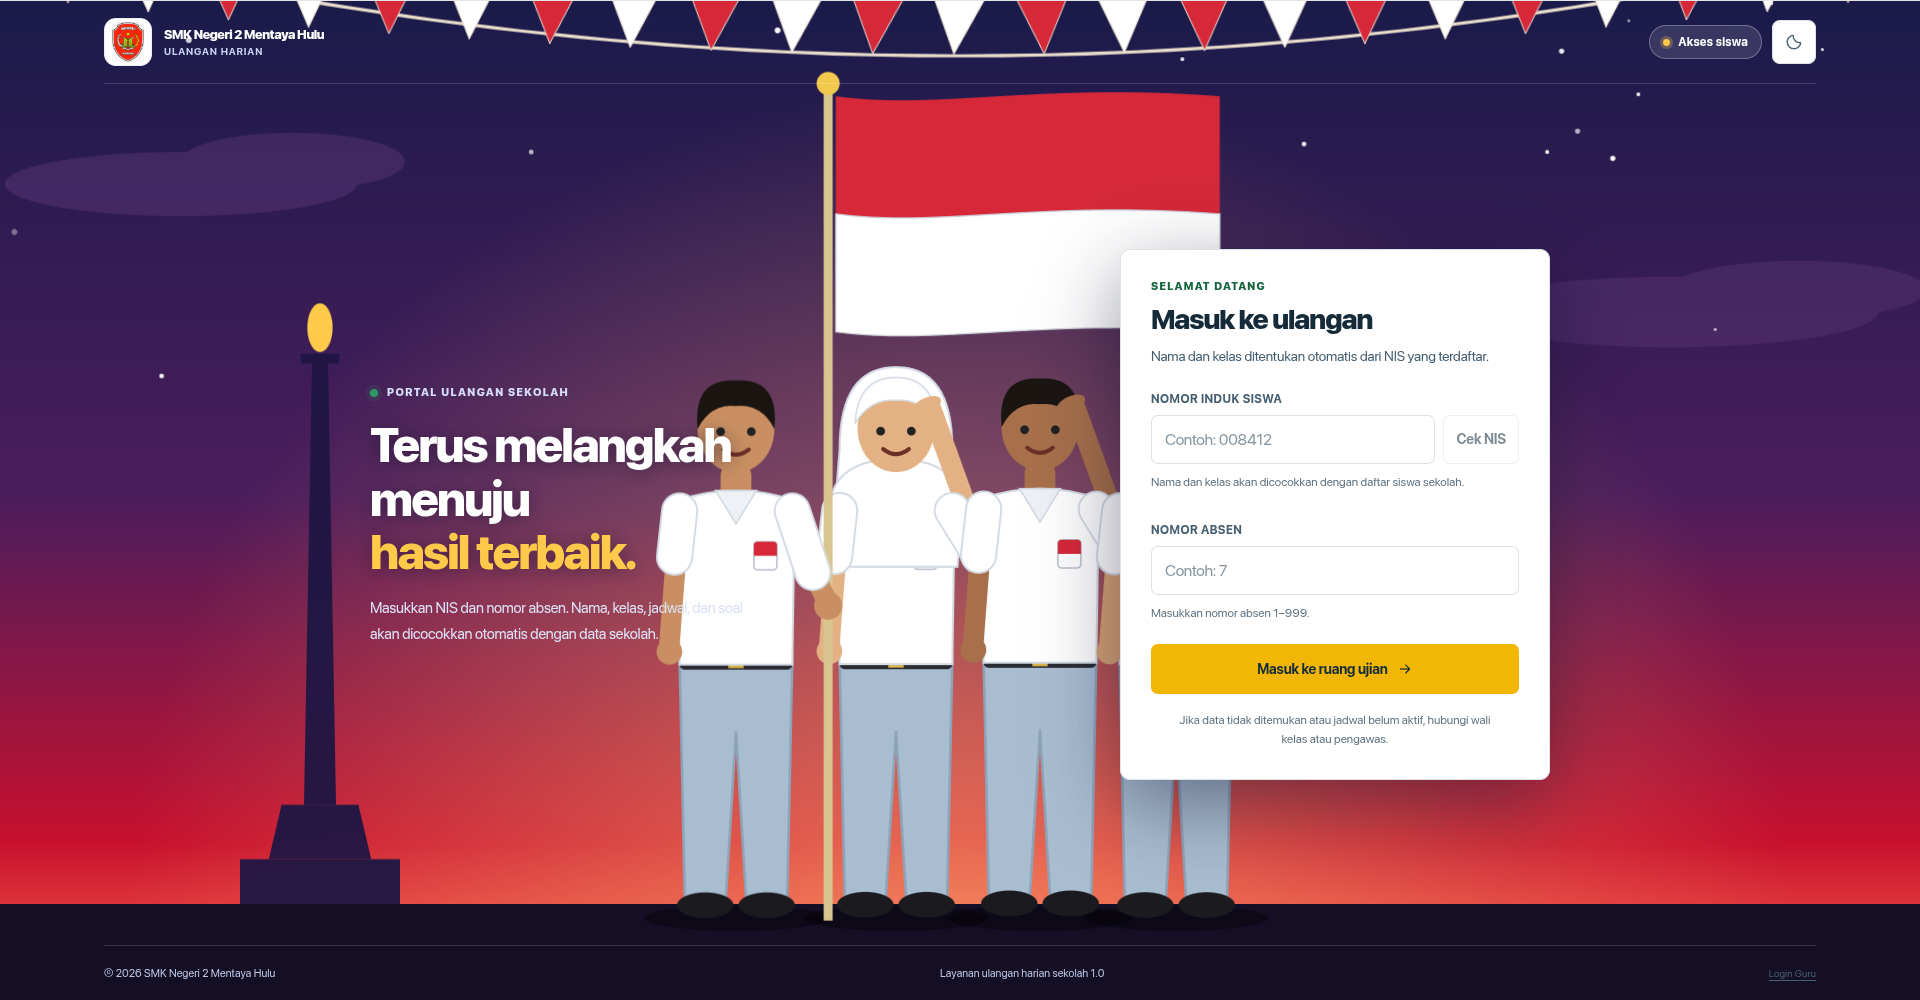 SMK Negeri 2 Mentaya Hulu
ULANGAN HARIAN
Akses siswa
PORTAL ULANGAN SEKOLAH
Terus melangkah
menuju
hasil terbaik.
Masukkan NIS dan nomor absen. Nama, kelas, jadwal, dan soal
akan dicocokkan otomatis dengan data sekolah.
SELAMAT DATANG
Masuk ke ulangan
Nama dan kelas ditentukan otomatis dari NIS yang terdaftar.
NOMOR INDUK SISWA
Contoh: 008412
Cek NIS
Nama dan kelas akan dicocokkan dengan daftar siswa sekolah.
NOMOR ABSEN
Contoh: 7
Masukkan nomor absen 1–999.
Masuk ke ruang ujian →
Jika data tidak ditemukan atau jadwal belum aktif, hubungi wali
kelas atau pengawas.
© 2026 SMK Negeri 2 Mentaya Hulu
Layanan ulangan harian sekolah 1.0
Login Guru